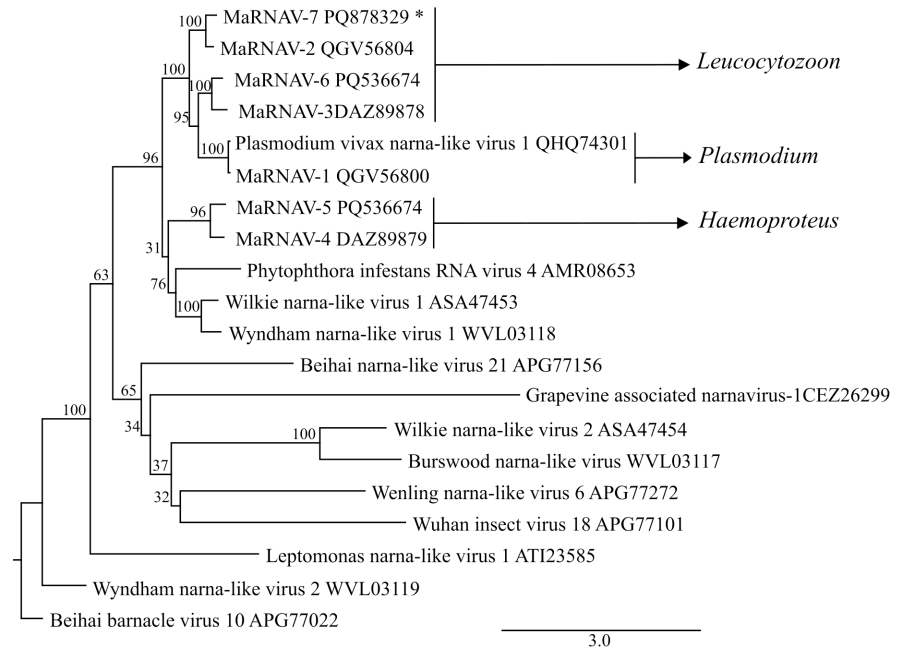 100 MaRNAV-7 PQ878329 *
MaRNAV-2 QGV56804
Leucocytozoon
100
100 MaRNAV-6 PQ536674
95 MaRNAV-3DAZ89878
100 Plasmodium vivax narna-like virus 1 QHQ74301
Plasmodium
96
MaRNAV-1 QGV56800
96 MaRNAV-5 PQ536674
Haemoproteus
MaRNAV-4 DAZ89879
31
63
76 Phytophthora infestans RNA virus 4 AMR08653
100 Wilkie narna-like virus 1 ASA47453
Wyndham narna-like virus 1 WVL03118
Beihai narna-like virus 21 APG77156
65
Grapevine associated narnavirus-1CEZ26299
100
34
100 Wilkie narna-like virus 2 ASA47454
Burswood narna-like virus WVL03117
37
32 Wenling narna-like virus 6 APG77272
Wuhan insect virus 18 APG77101
Leptomonas narna-like virus 1 ATI23585
Wyndham narna-like virus 2 WVL03119
Beihai barnacle virus 10 APG77022
3.0